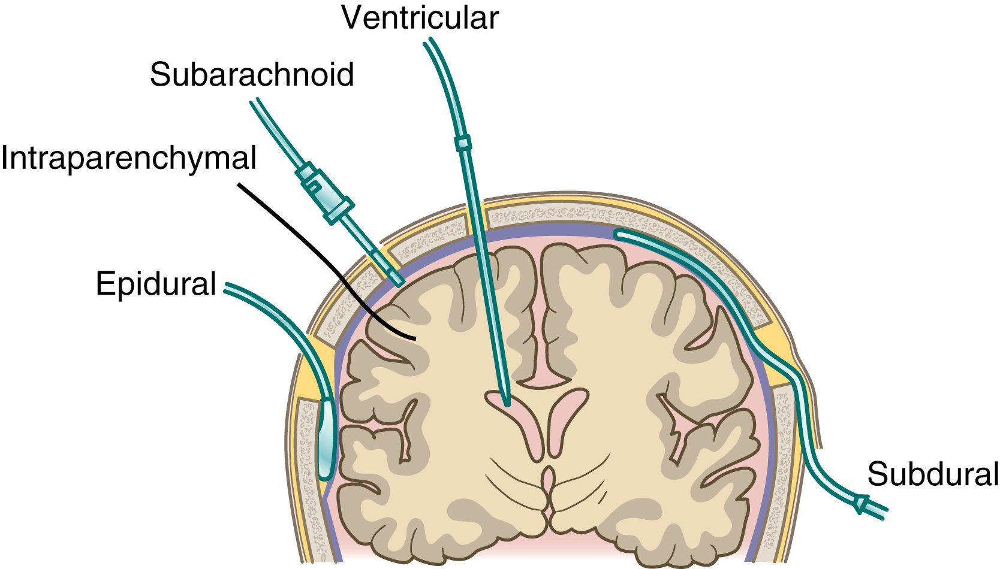 Ventricular
Subarachnoid
Intraparenchymal
Epidural
Subdural